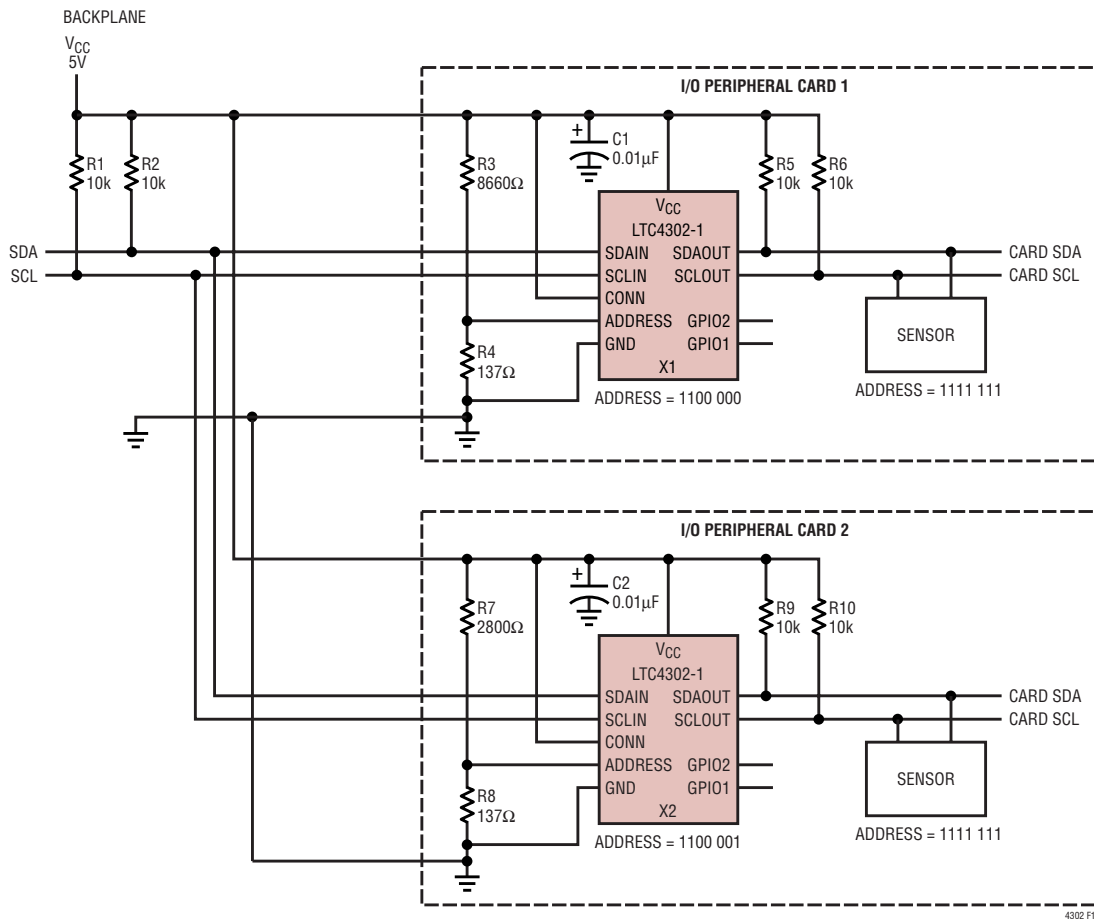 BACKPLANE
VCC
5V
I/O PERIPHERAL CARD 1
R1
10k
R2
10k
R3
8660Ω
+
C1
0.01µF
R5
10k
R6
10k
VCC
LTC4302-1
SDA
SDAIN
SDAOUT
CARD SDA
SCL
SCLIN
SCLOUT
CARD SCL
CONN
ADDRESS
GPIO2
GND
GPIO1
SENSOR
R4
137Ω
X1
ADDRESS = 1100 000
ADDRESS = 1111 111
I/O PERIPHERAL CARD 2
R7
2800Ω
+
C2
0.01µF
R9
10k
R10
10k
VCC
LTC4302-1
SDAIN
SDAOUT
CARD SDA
SCLIN
SCLOUT
CARD SCL
CONN
ADDRESS
GPIO2
GND
GPIO1
SENSOR
R8
137Ω
X2
ADDRESS = 1100 001
ADDRESS = 1111 111
4302 F1